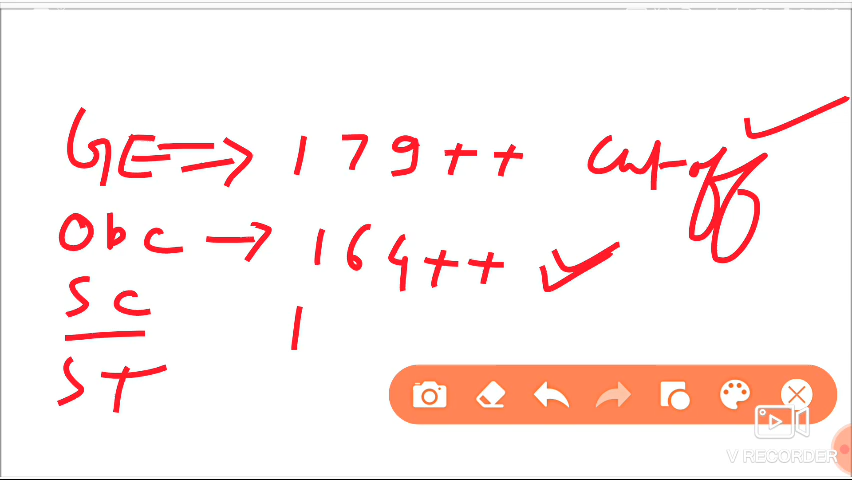 GE => 179++ cut-off
Obc → 164++
SC 1
ST
V RECORDER